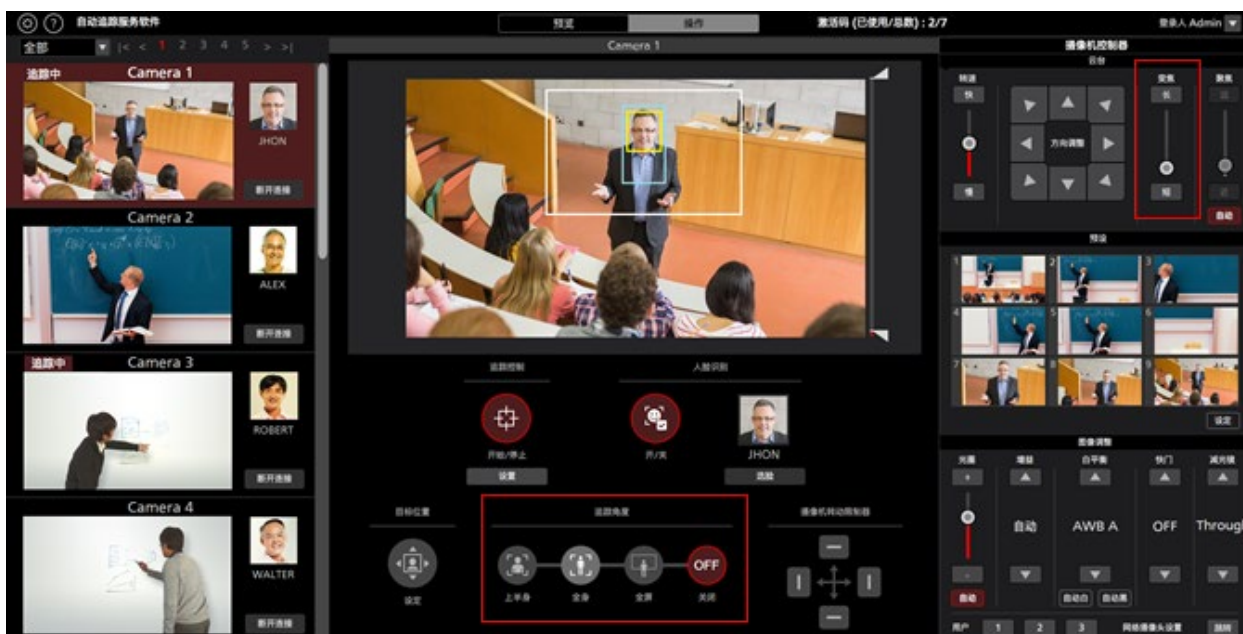 自动追踪服务软件
预览
操作
激活码 (已使用/总数) : 2/7
登录人 Admin
全部
|< < 1 2 3 4 5 > >|
追踪中
Camera 1
JHON
断开连接
Camera 2
ALEX
断开连接
追踪中
Camera 3
ROBERT
断开连接
Camera 4
WALTER
断开连接
Camera 1
追踪控制
开始/停止
设置
人脸识别
开/关
JHON
选脸
目标位置
设定
追踪角度
上半身
全身
全景
OFF
关闭
摄像机转动限制器
摄像机控制器
云台
转速
快
慢
方向调整
变焦
长
短
聚焦
远
近
自动
预设
1
2
3
4
5
6
7
8
9
设定
图像调整
光圈
+
-
自动
增益
自动
白平衡
AWB A
自动白
自动黑
快门
OFF
减光镜
Throug
用户
1
2
3
网络摄像头设置
跳转